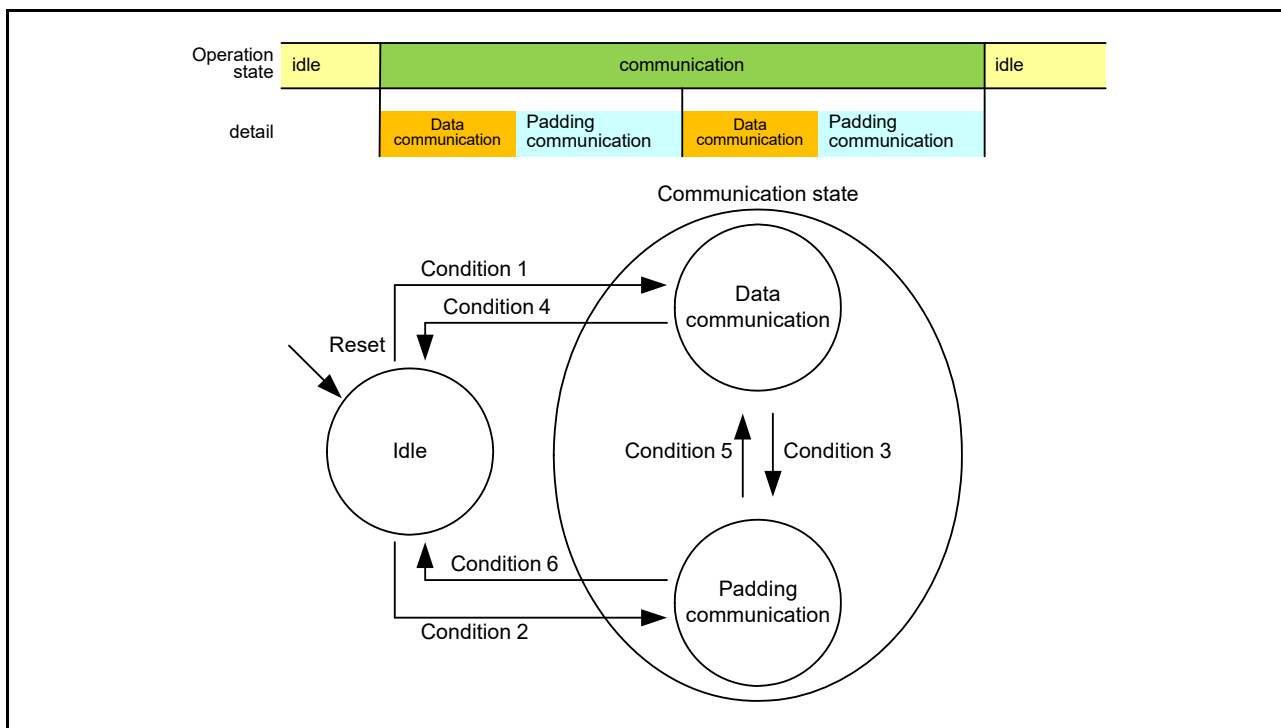 Operation
state
idle
communication
idle
detail
Data
communication
Padding
communication
Data
communication
Padding
communication
Communication state
Condition 1
Data
communication
Condition 4
Reset
Idle
Condition 5
Condition 3
Condition 6
Padding
communication
Condition 2